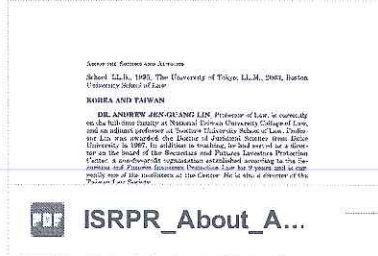 ABOUT THE EDITORS AND AUTHORS
School LL.B., 1995, The University of Tokyo, LL.M., 2001, Boston
University School of Law
KOREA AND TAIWAN
DR. ANDREW JEN-GUANG LIN, Professor of Law, is currently
on the full-time faculty at National Taiwan University College of Law,
and an adjunct professor at Soochow University School of Law. Profes-
sor Lin was awarded the Doctor of Juridical Science from Duke
University in 1997. In addition to teaching, he had served as a direc-
tor on the board of the Securities and Futures Investors Protection
Center, a non-profit organization established according to the Se-
curities and Futures Investors Protection Law for 9 years and is cur-
rently one of the mediators at the Center. He is also a director of the
Taiwan Law Society
PDF ISRPR_About_A...